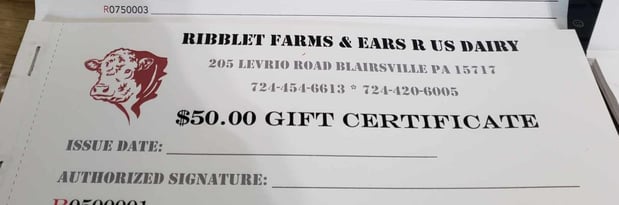 R0750003
RIBBLET FARMS & EARS R US DAIRY
205 LEVRIO ROAD BLAIRSVILLE PA 15717
724-454-6613 * 724-420-6005
$50.00 GIFT CERTIFICATE
ISSUE DATE:
AUTHORIZED SIGNATURE:
R0500001